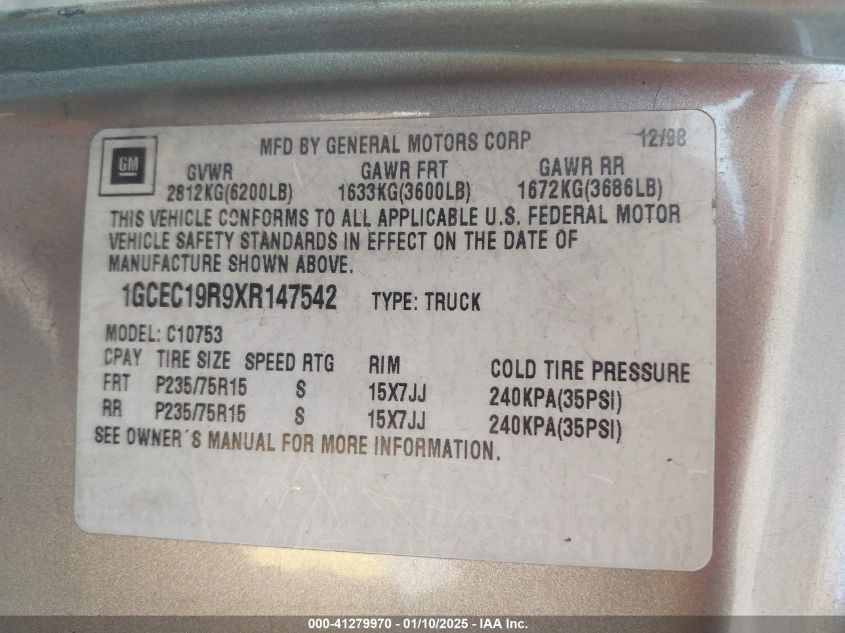 MFD BY GENERAL MOTORS CORP 12/98
GM
GVWR GAWR FRT GAWR RR
2812KG(6200LB) 1633KG(3600LB) 1672KG(3686LB)
THIS VEHICLE CONFORMS TO ALL APPLICABLE U.S. FEDERAL MOTOR
VEHICLE SAFETY STANDARDS IN EFFECT ON THE DATE OF
MANUFACTURE SHOWN ABOVE.
1GCEC19R9XR147542 TYPE: TRUCK
MODEL: C10753
CPAY TIRE SIZE SPEED RTG RIM COLD TIRE PRESSURE
FRT P235/75R15 S 15X7JJ 240KPA(35PSI)
RR P235/75R15 S 15X7JJ 240KPA(35PSI)
SEE OWNER´S MANUAL FOR MORE INFORMATION.
000-41279970 - 01/10/2025 - IAA Inc.